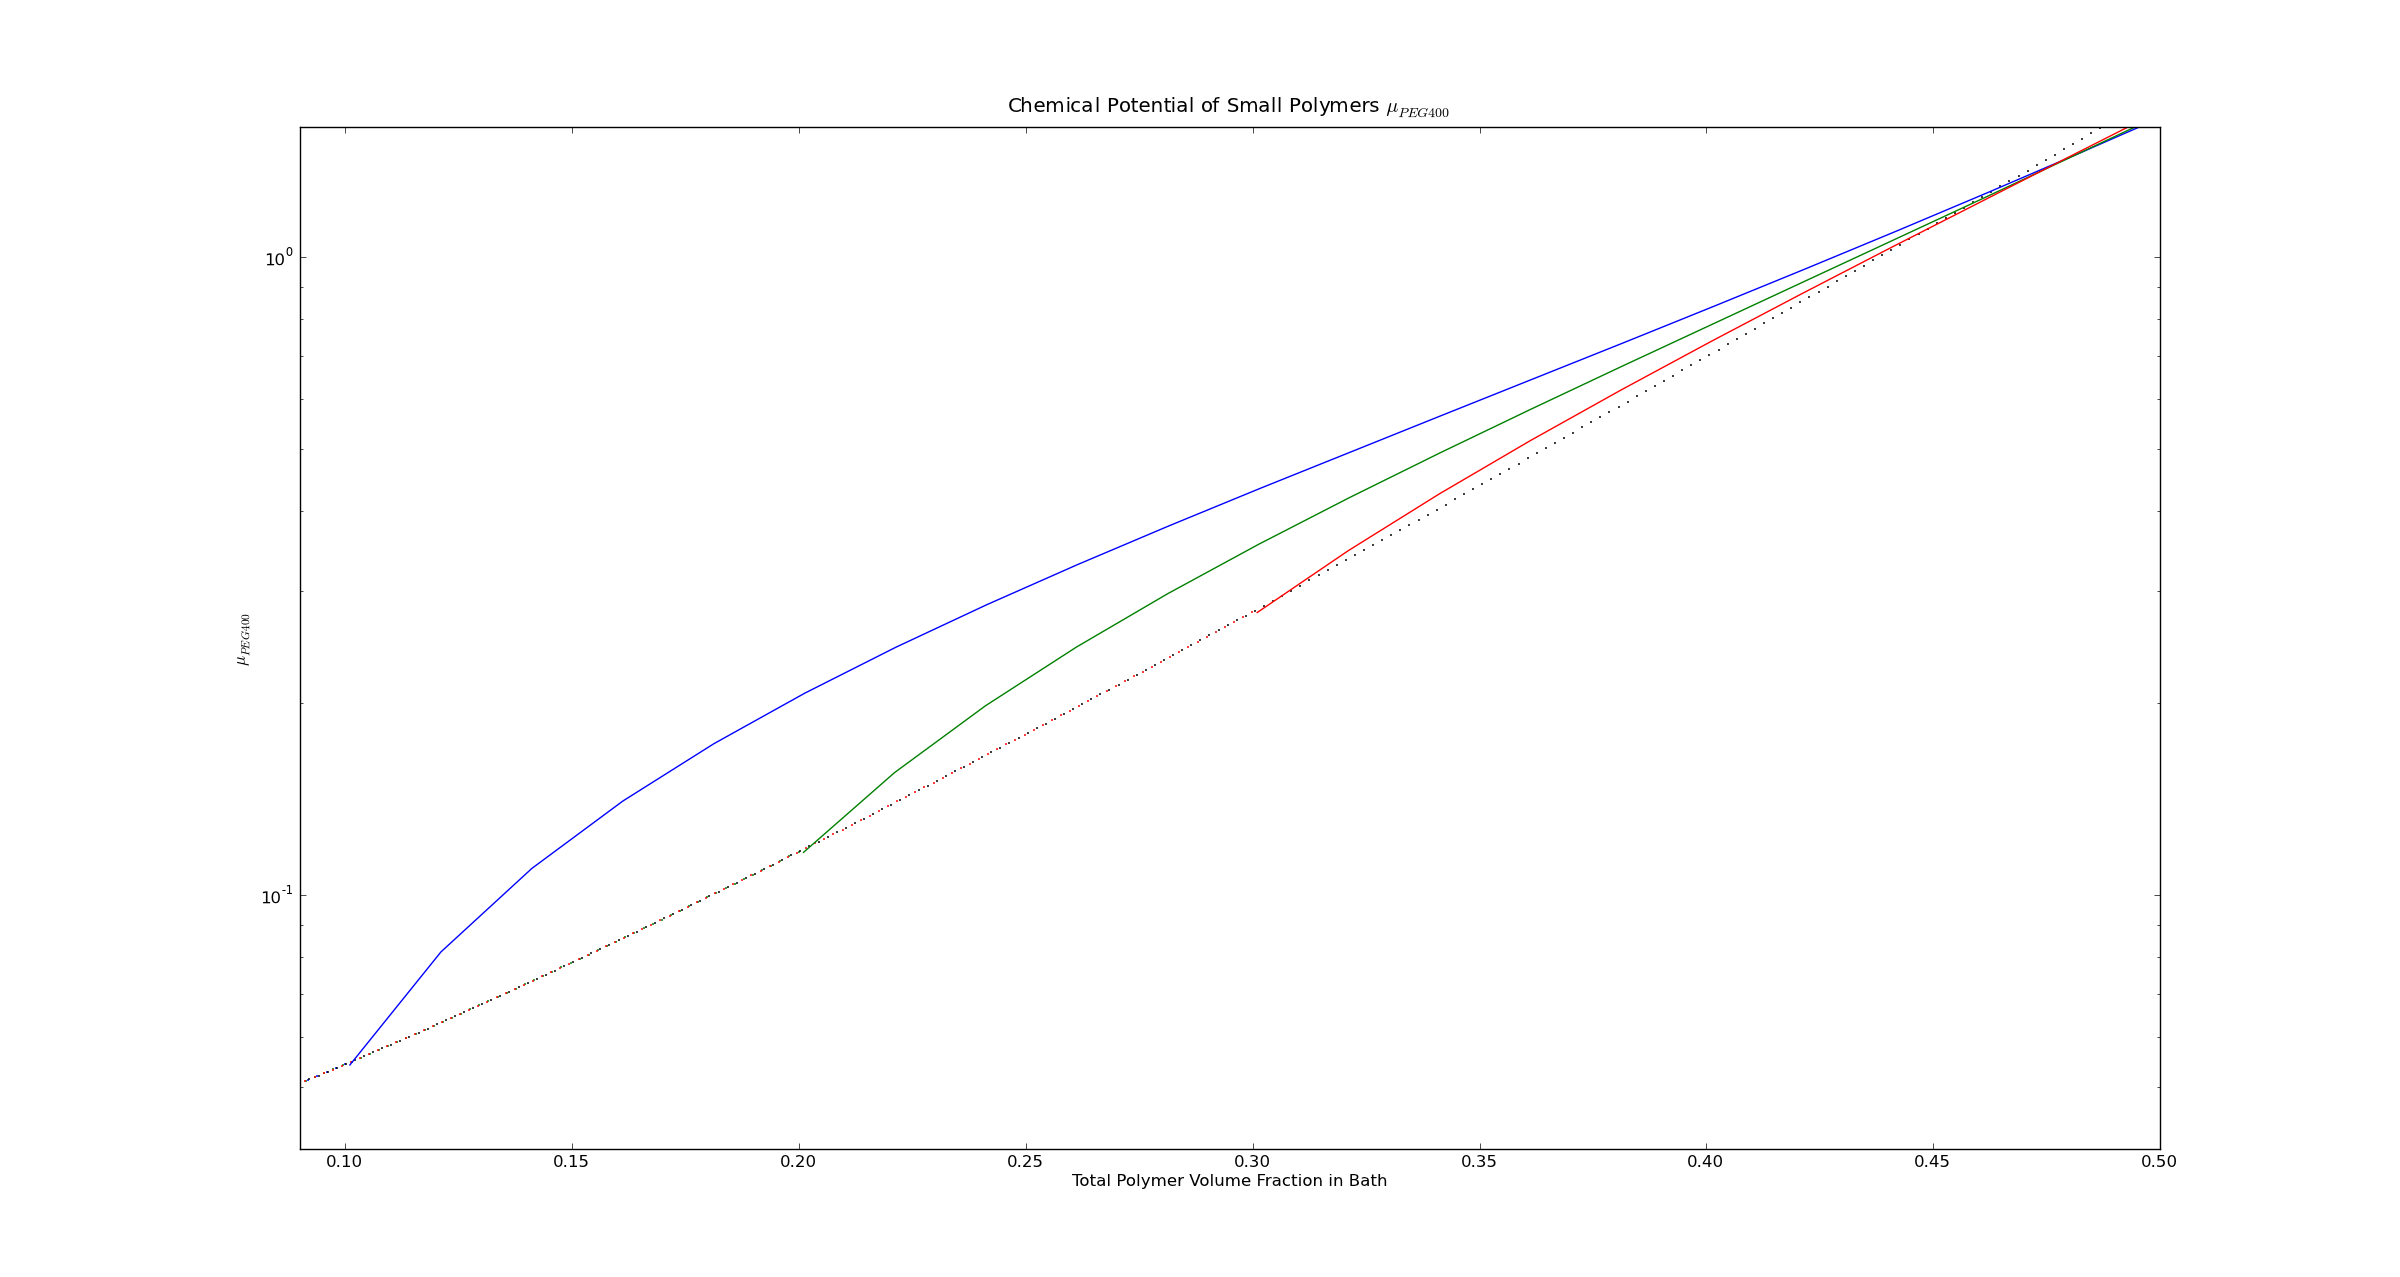 Chemical Potential of Small Polymers μ_PEG400
10^0
10^-1
μ_PEG400
0.10 0.15 0.20 0.25 0.30 0.35 0.40 0.45 0.50
Total Polymer Volume Fraction in Bath